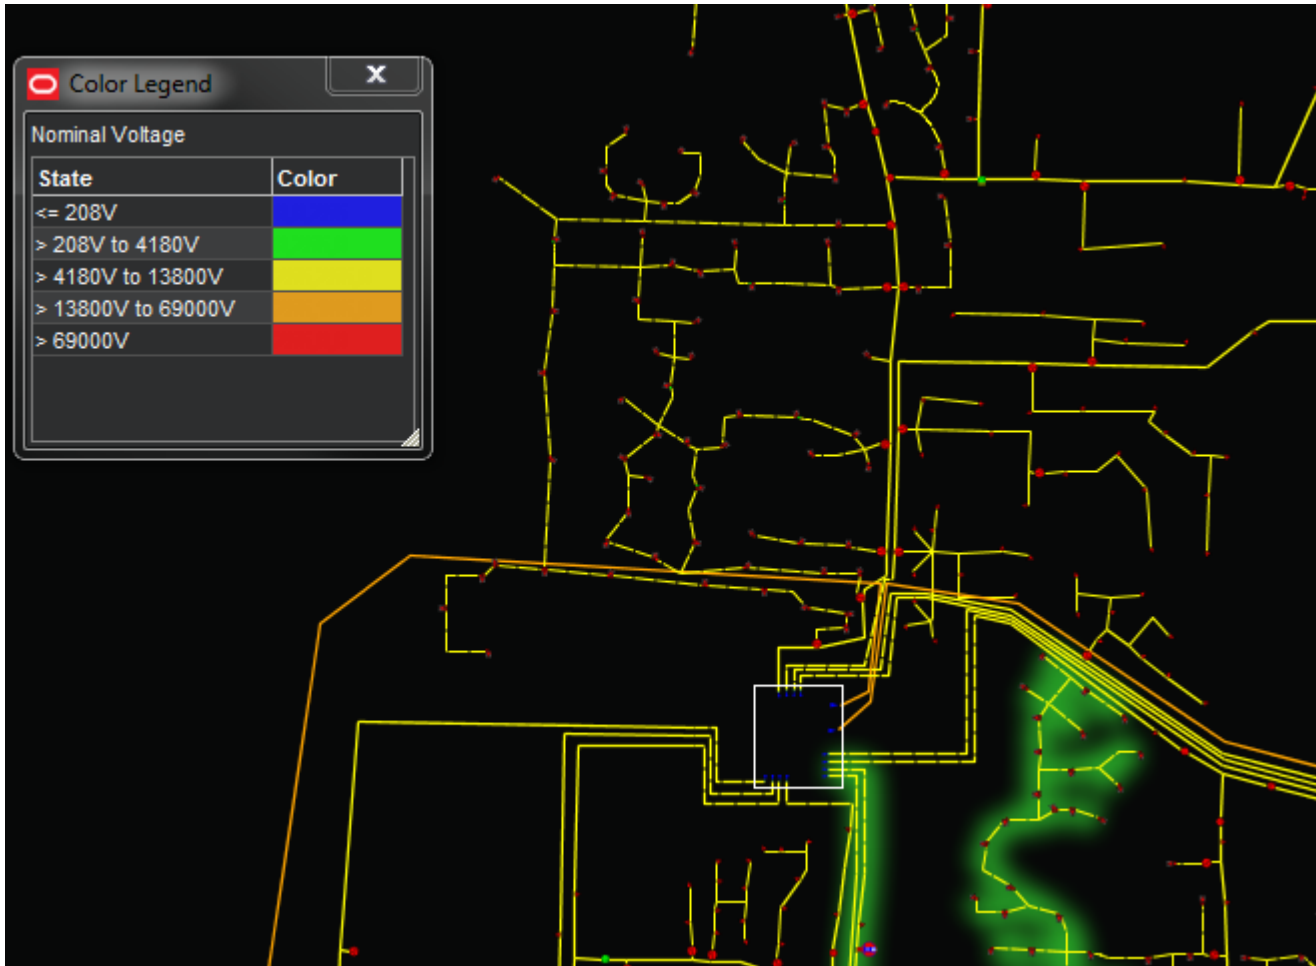 Color Legend
X
Nominal Voltage
State Color
<= 208V
> 208V to 4180V
> 4180V to 13800V
> 13800V to 69000V
> 69000V